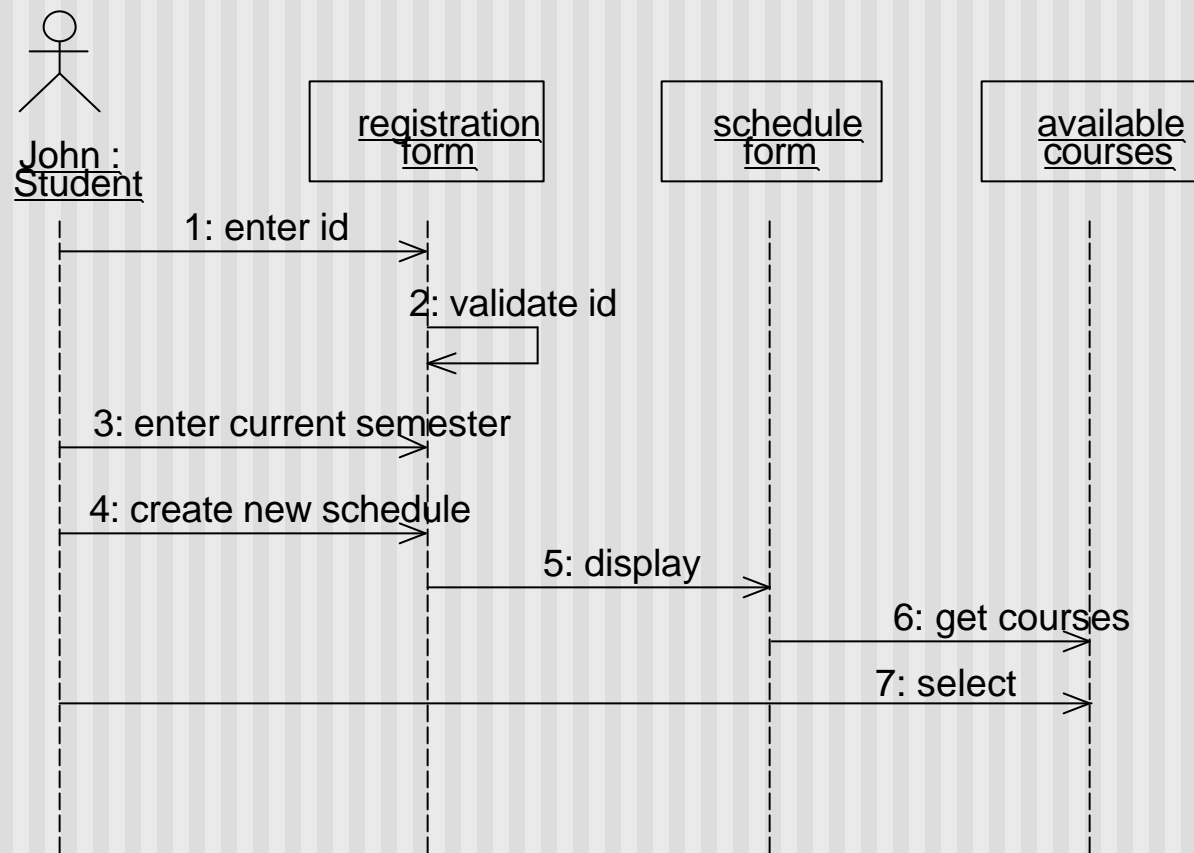 John :
Student
registration
form
schedule
form
available
courses
1: enter id
2: validate id
3: enter current semester
4: create new schedule
5: display
6: get courses
7: select